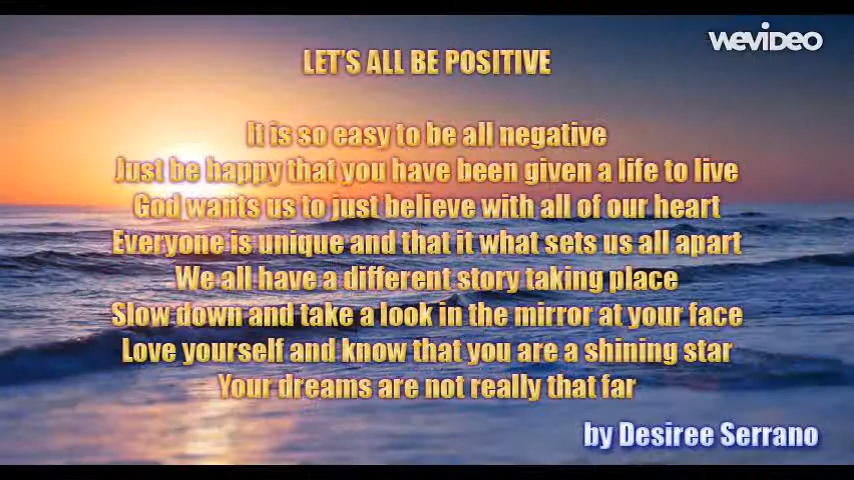 WEVIDEO
LET'S ALL BE POSITIVE
It is so easy to be all negative
Just be happy that you have been given a life to live
God wants us to just believe with all of our heart
Everyone is unique and that it what sets us all apart
We all have a different story taking place
Slow down and take a look in the mirror at your face
Love yourself and know that you are a shining star
Your dreams are not really that far
by Desiree Serrano